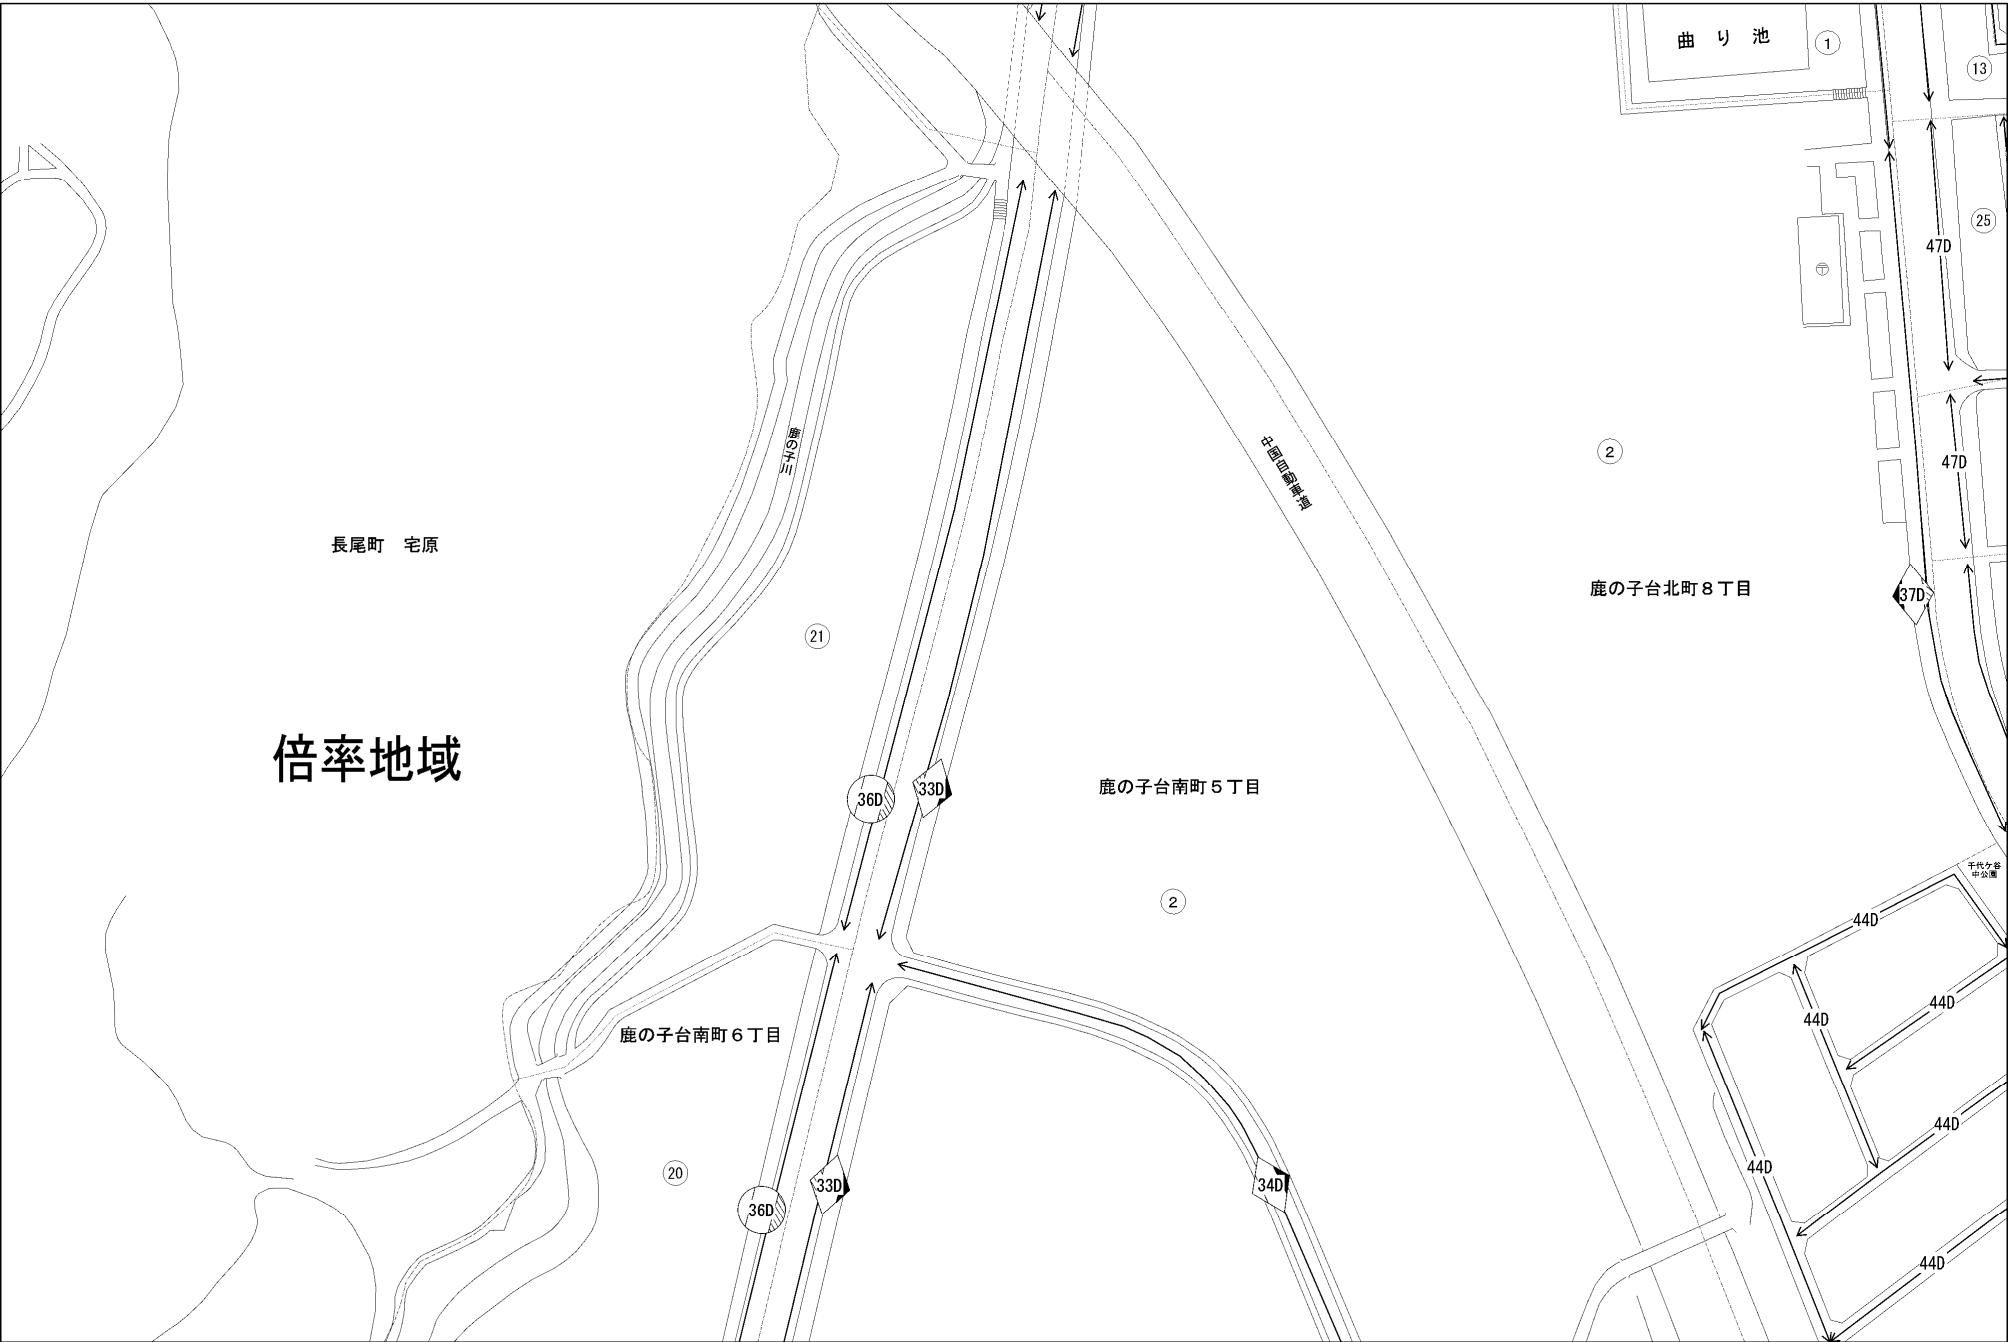 曲り池
1
13
25
47D
〒
鹿の子川
中国自動車道
2
47D
長尾町 宅原
鹿の子台北町８丁目
37D
21
倍率地域
36D
33D
鹿の子台南町５丁目
千代ケ谷
中公園
2
44D
44D
44D
鹿の子台南町６丁目
44D
44D
20
36D
33D
34D
44D